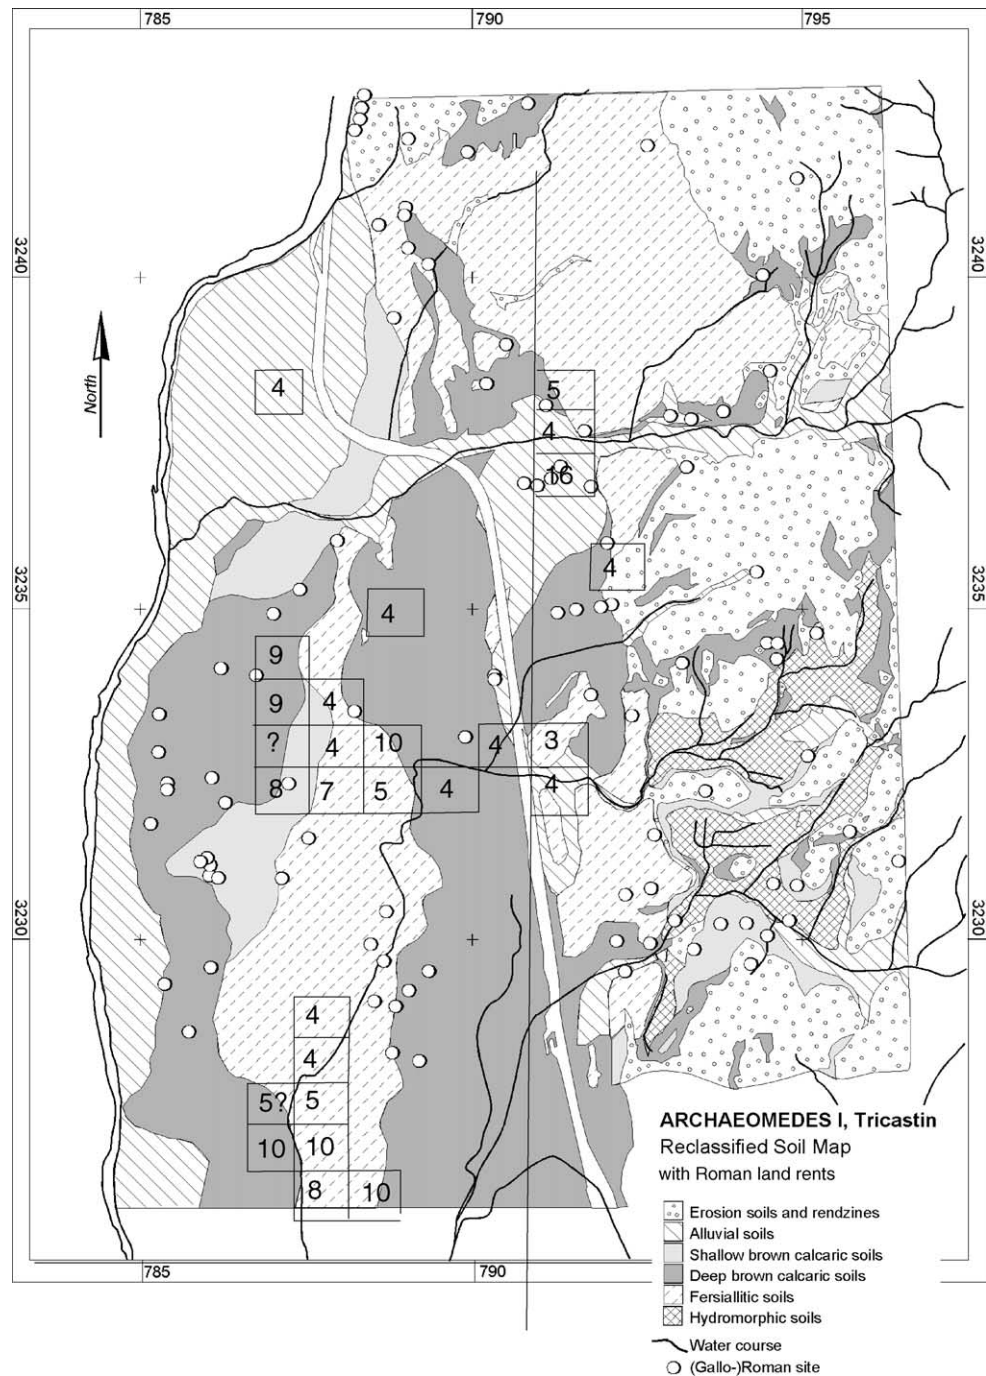 785 790 795
3240
3240
North
4
5
4
16
3235
4
4
3235
9
9 4
? 4 10 4 3
8 7 5 4 4
3230
3230
4
4
5? 5
10 10
8 10
785 790
ARCHAEOMEDES I, Tricastin
Reclassified Soil Map
with Roman land rents
Erosion soils and rendzines
Alluvial soils
Shallow brown calcaric soils
Deep brown calcaric soils
Fersiallitic soils
Hydromorphic soils
Water course
(Gallo-)Roman site